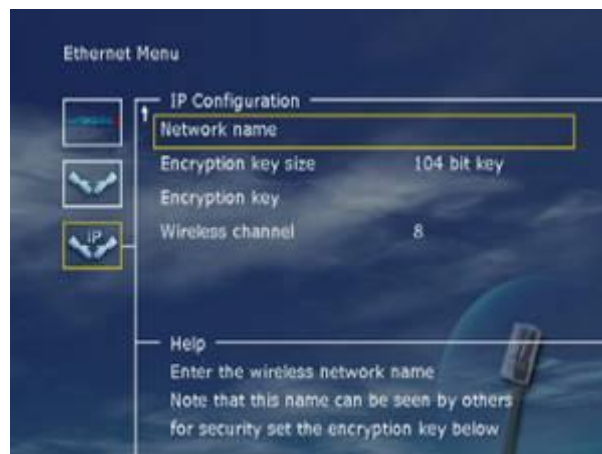 Ethernet Menu
IP Configuration
Network name
Encryption key size 104 bit key
Encryption key
Wireless channel 8
IP
Help
Enter the wireless network name
Note that this name can be seen by others
for security set the encryption key below